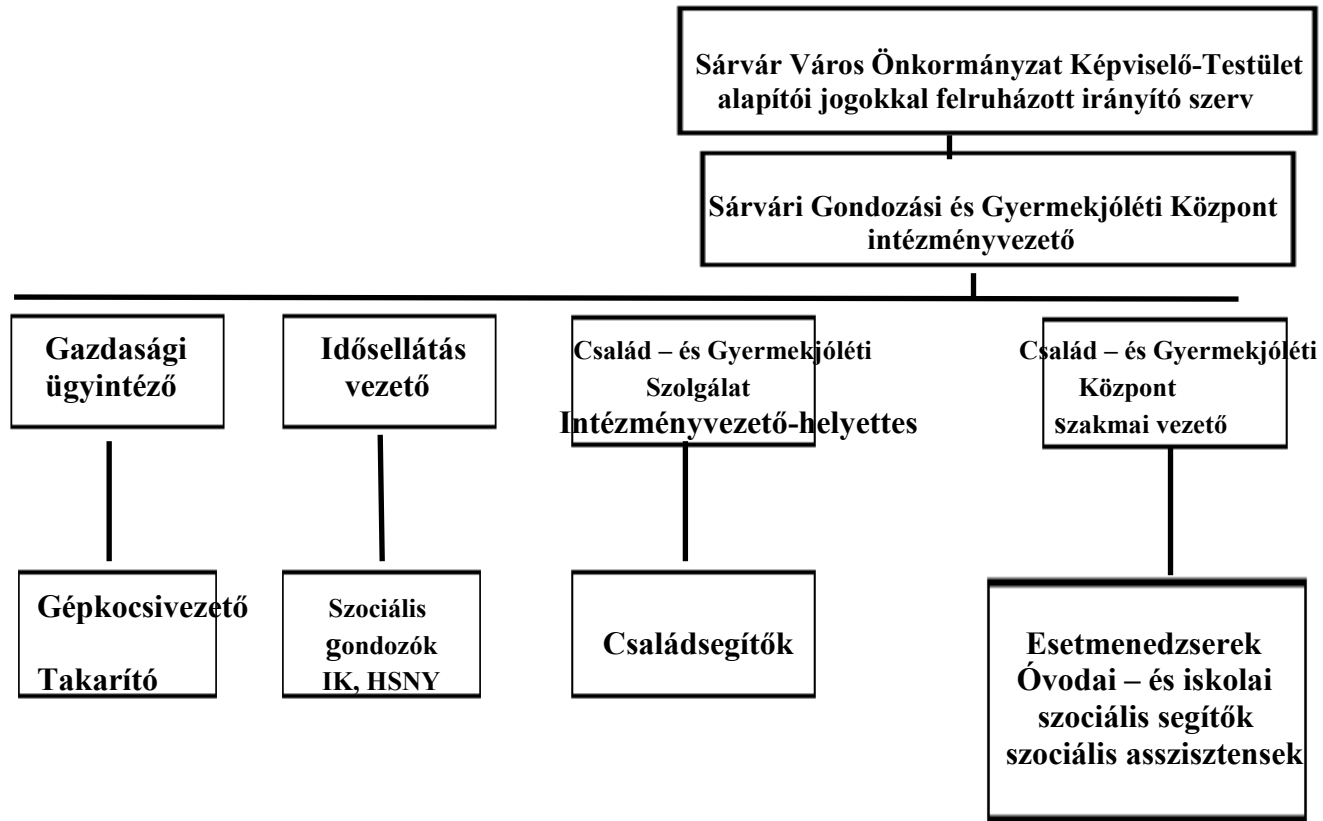 Sárvár Város Önkormányzat Képviselő-Testület
alapítói jogokkal felruházott irányító szerv
Sárvári Gondozási és Gyermekjóléti Központ
intézményvezető
Gazdasági
ügyintéző
Idősellátás
vezető
Család – és Gyermekjóléti
Szolgálat
Intézményvezető-helyettes
Család – és Gyermekjóléti
Központ
szakmai vezető
Gépkocsivezető
Takarító
Szociális
gondozók
IK, HSNY
Családsegítők
Esetmenedzserek
Óvodai – és iskolai
szociális segítők
szociális asszisztensek